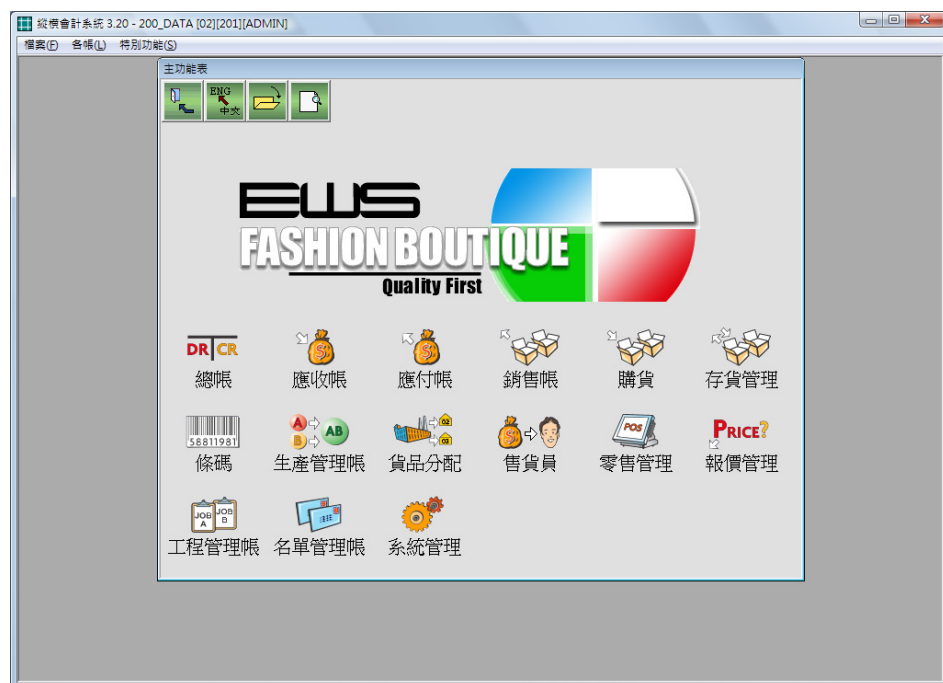 縱橫會計系統 3.20 - 200_DATA [02][201][ADMIN]
檔案(F) 各帳(L) 特別功能(S)
主功能表
ENG
中文
EWS
FASHION BOUTIQUE
Quality First
DR CR
總帳 應收帳 應付帳 銷售帳 購貨 存貨管理
58811981 A B AB 02 03 POS PRICE?
條碼 生產管理帳 貨品分配 售貨員 零售管理 報價管理
JOB A JOB B
工程管理帳 名單管理帳 系統管理